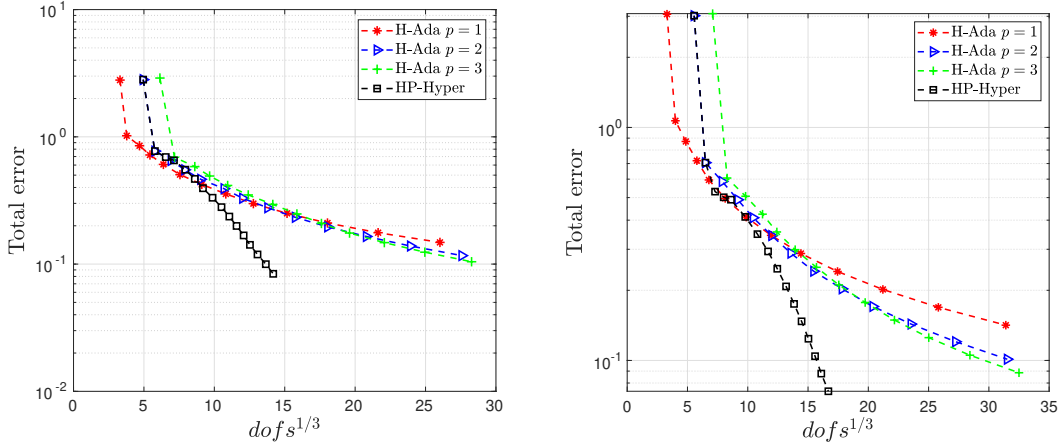 10^1
10^0
10^{-1}
10^{-2}
Total error
0 5 10 15 20 25 30
dofs^{1/3}
H-Ada p = 1
H-Ada p = 2
H-Ada p = 3
HP-Hyper
10^0
10^{-1}
Total error
0 5 10 15 20 25 30 35
dofs^{1/3}
H-Ada p = 1
H-Ada p = 2
H-Ada p = 3
HP-Hyper